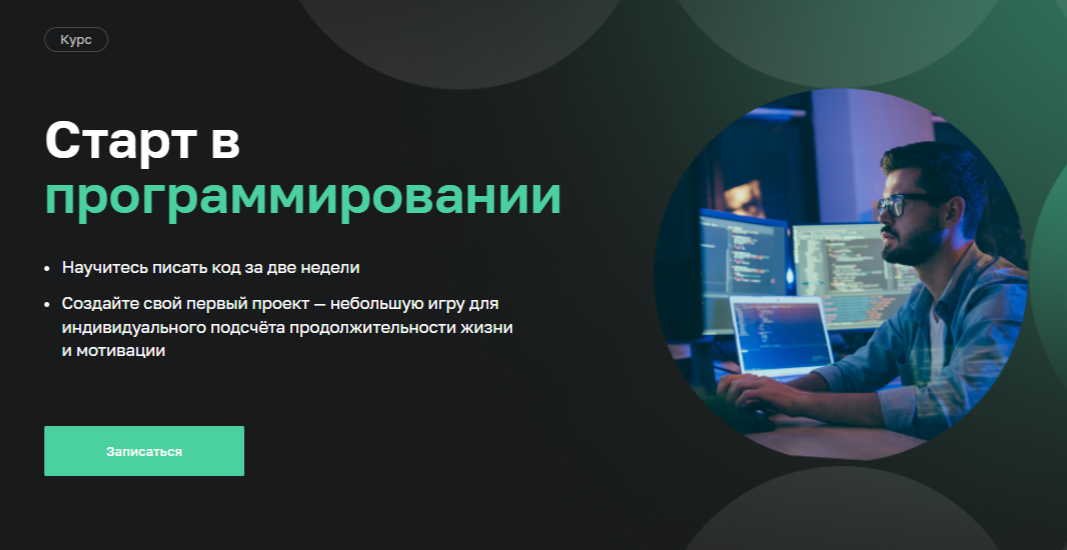 Курс
Старт в
программировании
• Научитесь писать код за две недели
• Создайте свой первый проект — небольшую игру для
индивидуального подсчёта продолжительности жизни
и мотивации
Записаться